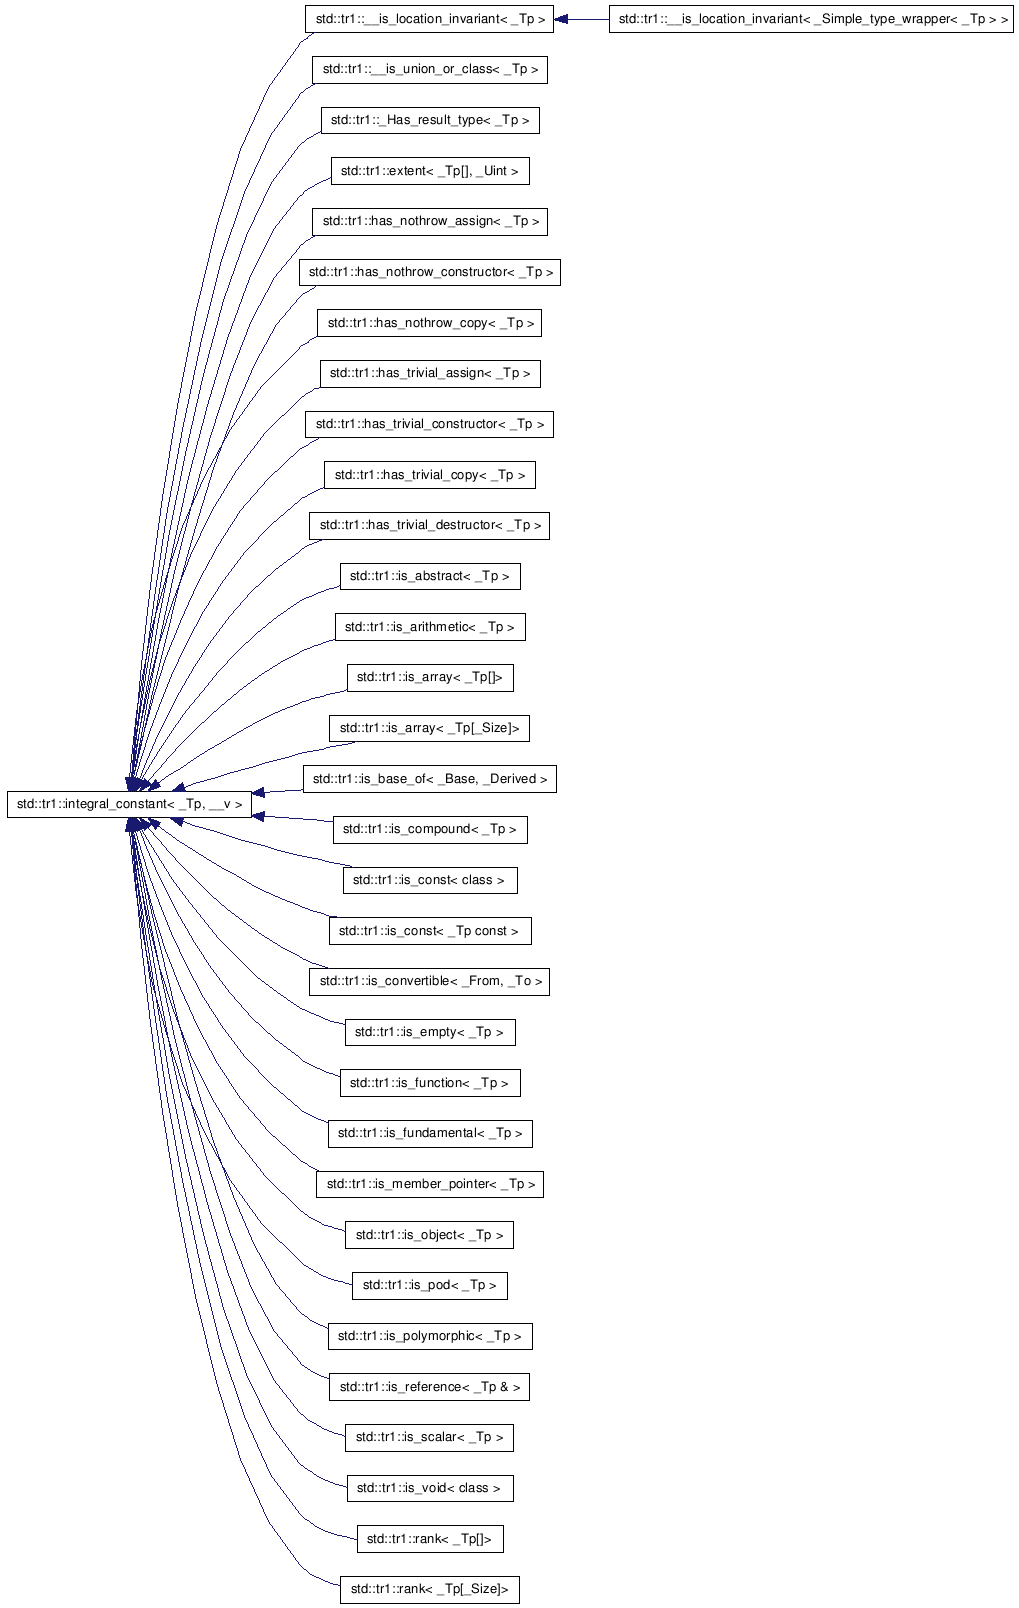 std::tr1::__is_location_invariant< _Tp >
std::tr1::__is_location_invariant< _Simple_type_wrapper< _Tp > >
std::tr1::__is_union_or_class< _Tp >
std::tr1::_Has_result_type< _Tp >
std::tr1::extent< _Tp[], _Uint >
std::tr1::has_nothrow_assign< _Tp >
std::tr1::has_nothrow_constructor< _Tp >
std::tr1::has_nothrow_copy< _Tp >
std::tr1::has_trivial_assign< _Tp >
std::tr1::has_trivial_constructor< _Tp >
std::tr1::has_trivial_copy< _Tp >
std::tr1::has_trivial_destructor< _Tp >
std::tr1::is_abstract< _Tp >
std::tr1::is_arithmetic< _Tp >
std::tr1::is_array< _Tp[]>
std::tr1::is_array< _Tp[_Size]>
std::tr1::is_base_of< _Base, _Derived >
std::tr1::integral_constant< _Tp, __v >
std::tr1::is_compound< _Tp >
std::tr1::is_const< class >
std::tr1::is_const< _Tp const >
std::tr1::is_convertible< _From, _To >
std::tr1::is_empty< _Tp >
std::tr1::is_function< _Tp >
std::tr1::is_fundamental< _Tp >
std::tr1::is_member_pointer< _Tp >
std::tr1::is_object< _Tp >
std::tr1::is_pod< _Tp >
std::tr1::is_polymorphic< _Tp >
std::tr1::is_reference< _Tp & >
std::tr1::is_scalar< _Tp >
std::tr1::is_void< class >
std::tr1::rank< _Tp[]>
std::tr1::rank< _Tp[_Size]>